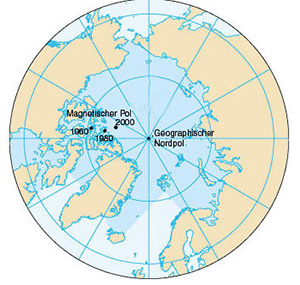 Magnetischer Pol
2000
1960
1980
Geographischer
Nordpol